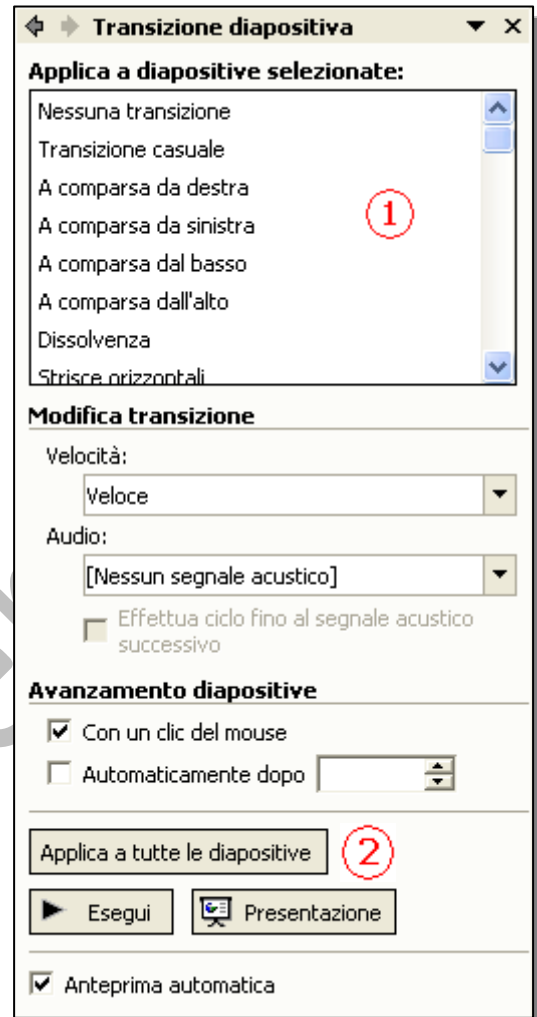 Transizione diapositiva
Applica a diapositive selezionate:
Nessuna transizione
Transizione casuale
A comparsa da destra
A comparsa da sinistra
A comparsa dal basso
A comparsa dall'alto
Dissolvenza
Strisce orizzontali
1
Modifica transizione
Velocità:
Veloce
Audio:
[Nessun segnale acustico]
Effettua ciclo fino al segnale acustico
successivo
Avanzamento diapositive
Con un clic del mouse
Automaticamente dopo
Applica a tutte le diapositive
2
Esegui
Presentazione
Anteprima automatica